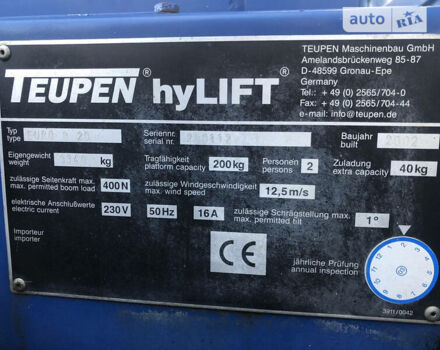 auto RIA
TEUPEN® hyLIFT®
TEUPEN Maschinenbau GmbH
Amelandsbrückenweg 85-87
D-48599 Gronau-Epe
Germany
Tel.: + 49 (0) 2565/704-0
Fax: + 49 (0) 2565/704-44
e-mail: info@teupen.de
Typ
type
Seriennr.
serialnr.
Baujahr
built 2002
Eigengewicht
weight kg
Tragfähigkeit
platform capacity 200 kg
Personen
persons 2
Zuladung
extra capacity 40 kg
zulässige Seitenkraft max.
max. permitted boom load 400 N
zulässige Windgeschwindigkeit
max. wind speed 12,5 m/s
elektrische Anschlußwerte
electric current 230 V 50 Hz 16 A
zulässige Schrägstellung max.
max. permitted tilt 1°
Importeur
importer
CE
jährliche Prüfung
annual inspection
3911/0042